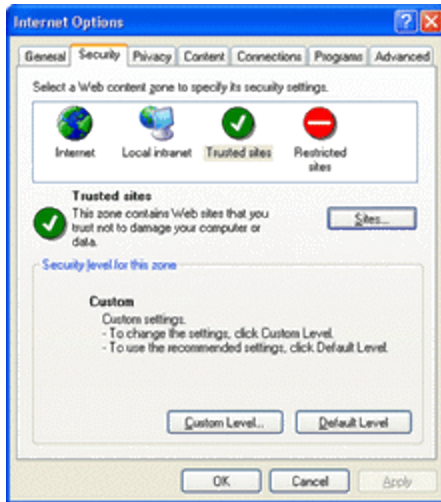 Internet Options
General Security Privacy Content Connections Programs Advanced
Select a Web content zone to specify its security settings.
Internet Local intranet Trusted sites Restricted
sites
Trusted sites
This zone contains Web sites that you
trust not to damage your computer or
data.
Sites...
Security level for this zone
Custom
Custom settings.
- To change the settings, click Custom Level.
- To use the recommended settings, click Default Level.
Custom Level... Default Level
OK Cancel Apply